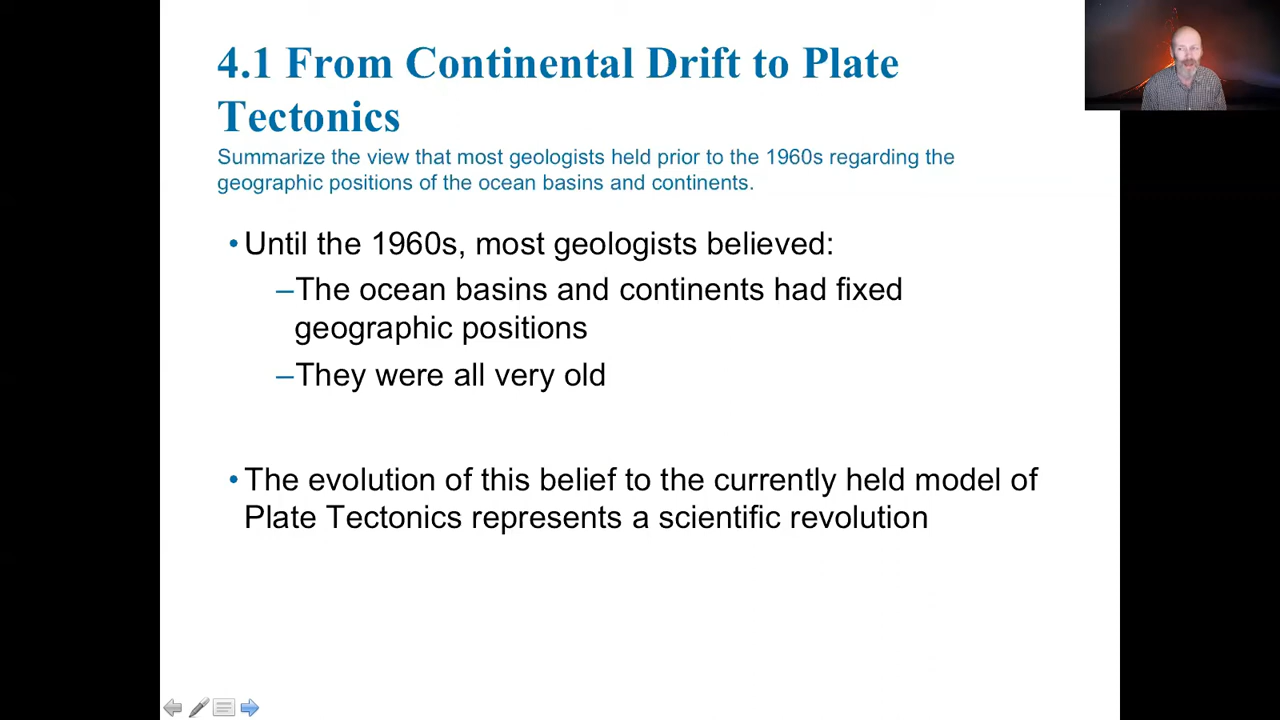 4.1 From Continental Drift to Plate
Tectonics
Summarize the view that most geologists held prior to the 1960s regarding the
geographic positions of the ocean basins and continents.
•Until the 1960s, most geologists believed:
–The ocean basins and continents had fixed
geographic positions
–They were all very old
•The evolution of this belief to the currently held model of
Plate Tectonics represents a scientific revolution